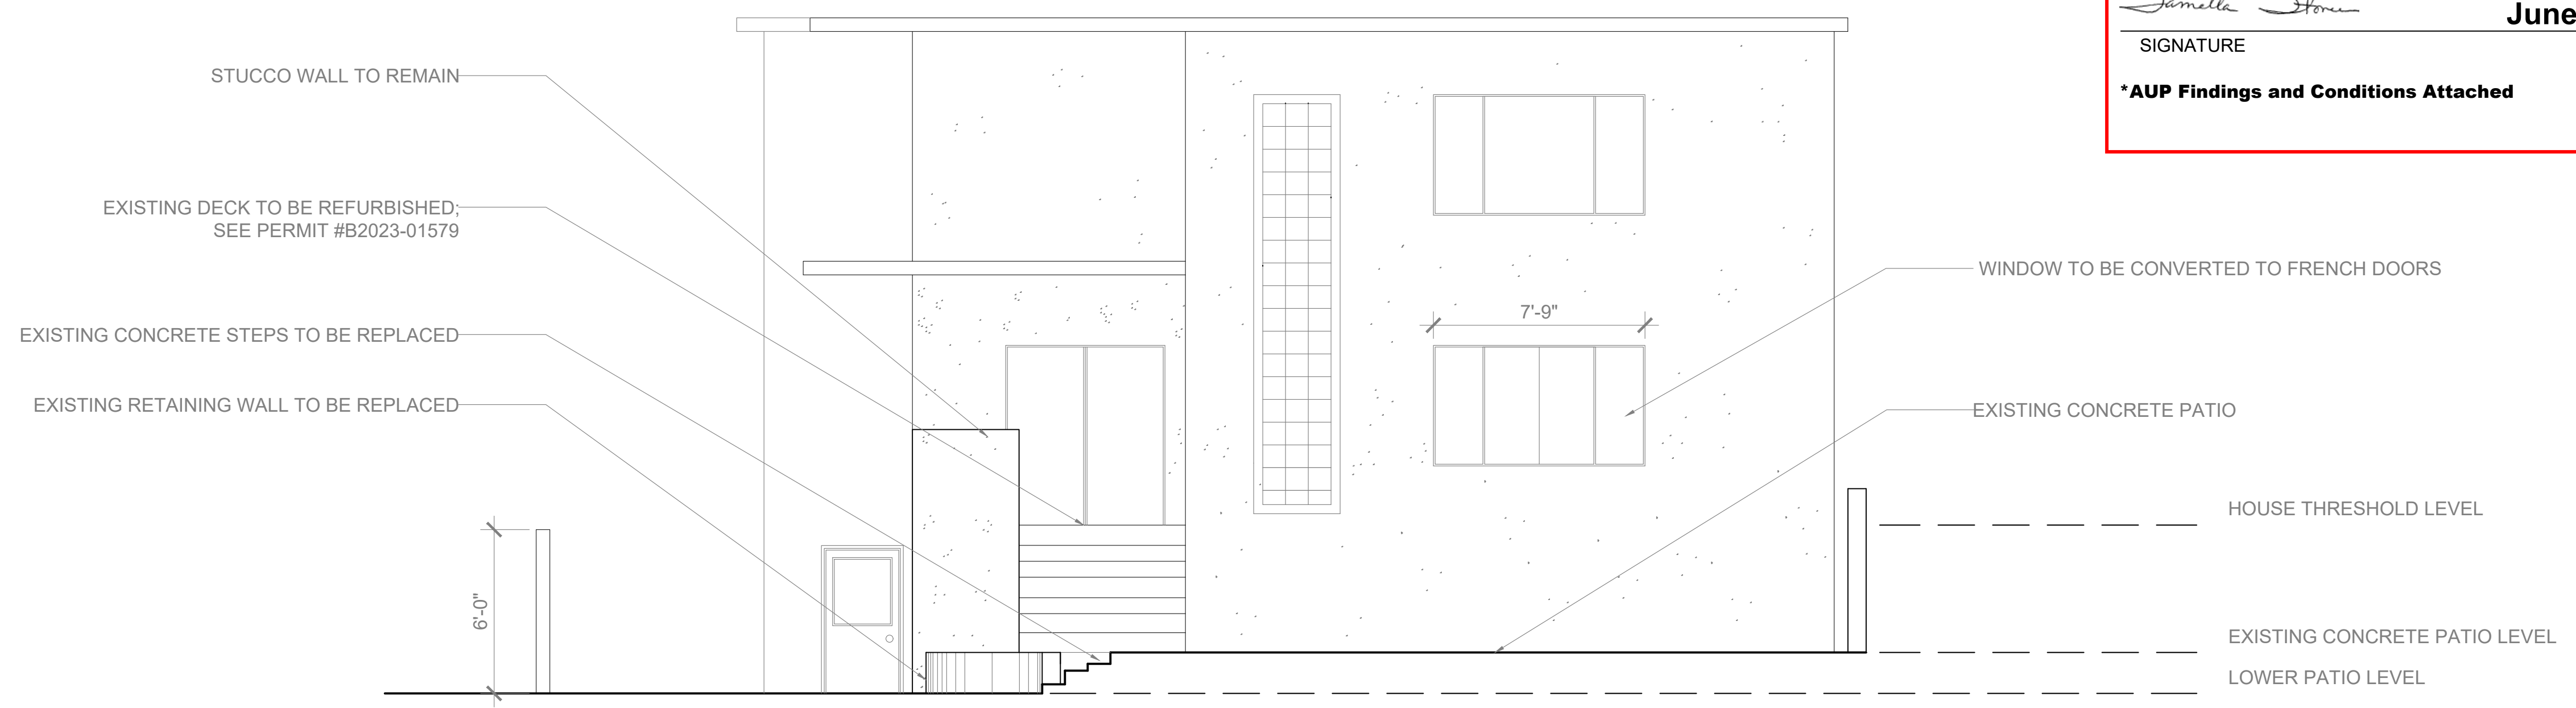 June
SIGNATURE
*AUP Findings and Conditions Attached
STUCCO WALL TO REMAIN
EXISTING DECK TO BE REFURBISHED;
SEE PERMIT #B2023-01579
EXISTING CONCRETE STEPS TO BE REPLACED
EXISTING RETAINING WALL TO BE REPLACED
6'-0"
7'-9"
WINDOW TO BE CONVERTED TO FRENCH DOORS
EXISTING CONCRETE PATIO
HOUSE THRESHOLD LEVEL
EXISTING CONCRETE PATIO LEVEL
LOWER PATIO LEVEL